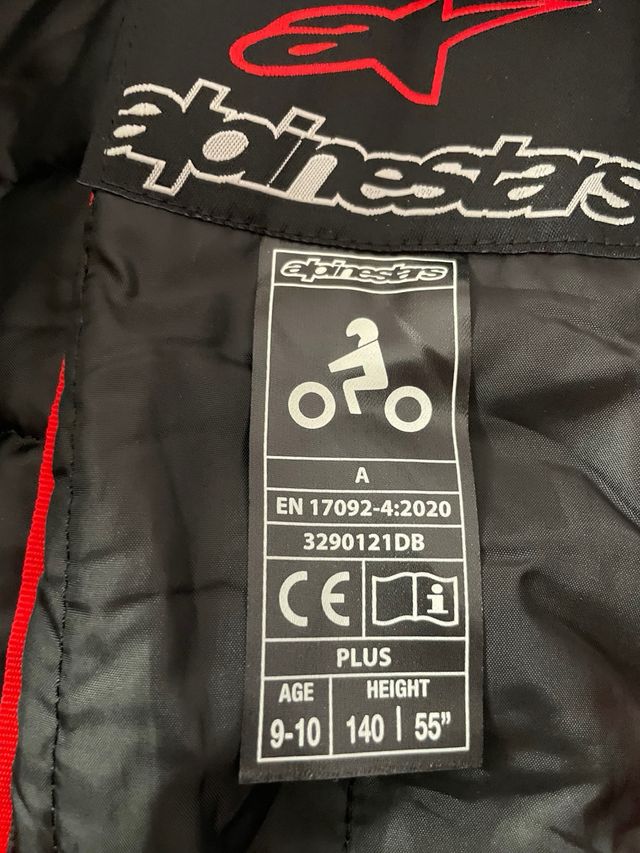 alpinestars
alpinestars
A
EN 17092-4:2020
3290121DB
CE i
PLUS
AGE HEIGHT
9-10 140 | 55"